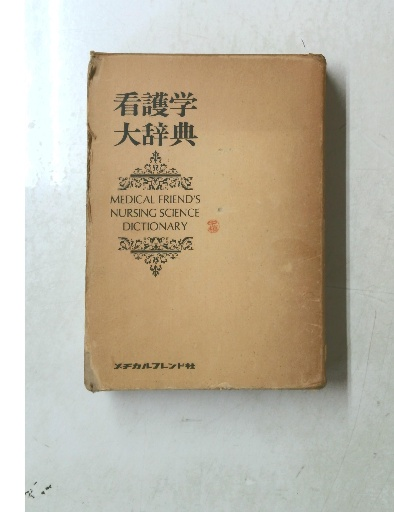 看護学
大辞典
MEDICAL FRIEND'S
NURSING SCIENCE
DICTIONARY
メヂカルフレンド社